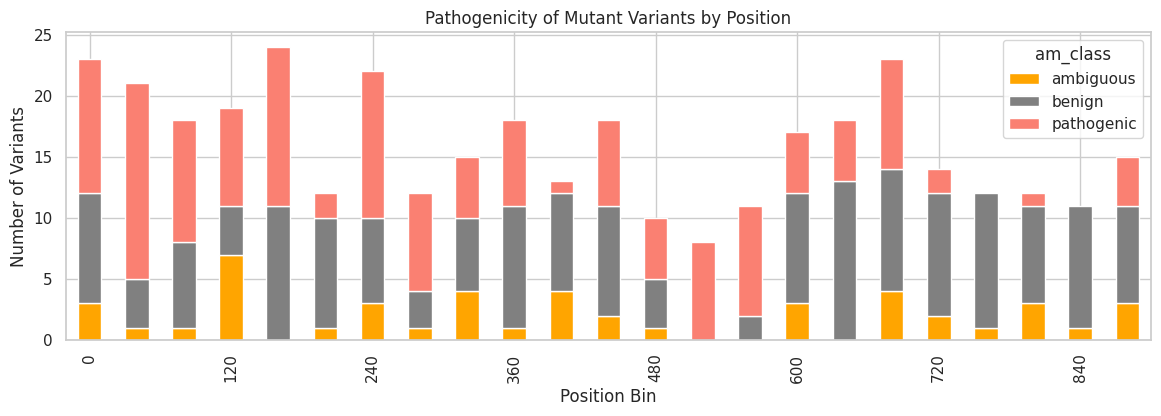 Pathogenicity of Mutant Variants by Position
25
20
15
10
5
0
Number of Variants
am_class
ambiguous
benign
pathogenic
0
120
240
360
480
600
720
840
Position Bin